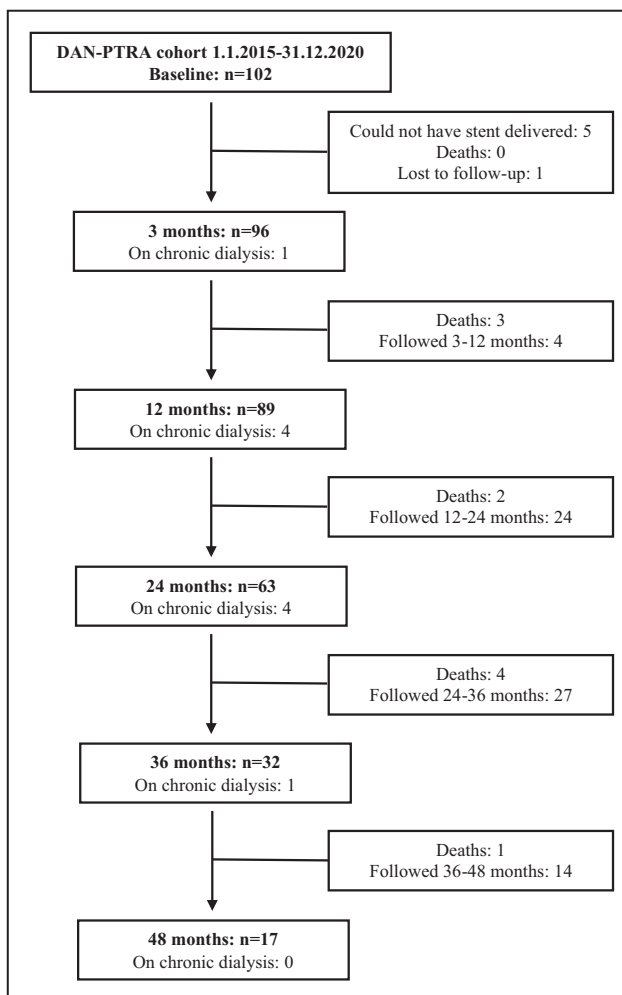 DAN-PTRA cohort 1.1.2015-31.12.2020
Baseline: n=102
Could not have stent delivered: 5
Deaths: 0
Lost to follow-up: 1
3 months: n=96
On chronic dialysis: 1
Deaths: 3
Followed 3-12 months: 4
12 months: n=89
On chronic dialysis: 4
Deaths: 2
Followed 12-24 months: 24
24 months: n=63
On chronic dialysis: 4
Deaths: 4
Followed 24-36 months: 27
36 months: n=32
On chronic dialysis: 1
Deaths: 1
Followed 36-48 months: 14
48 months: n=17
On chronic dialysis: 0